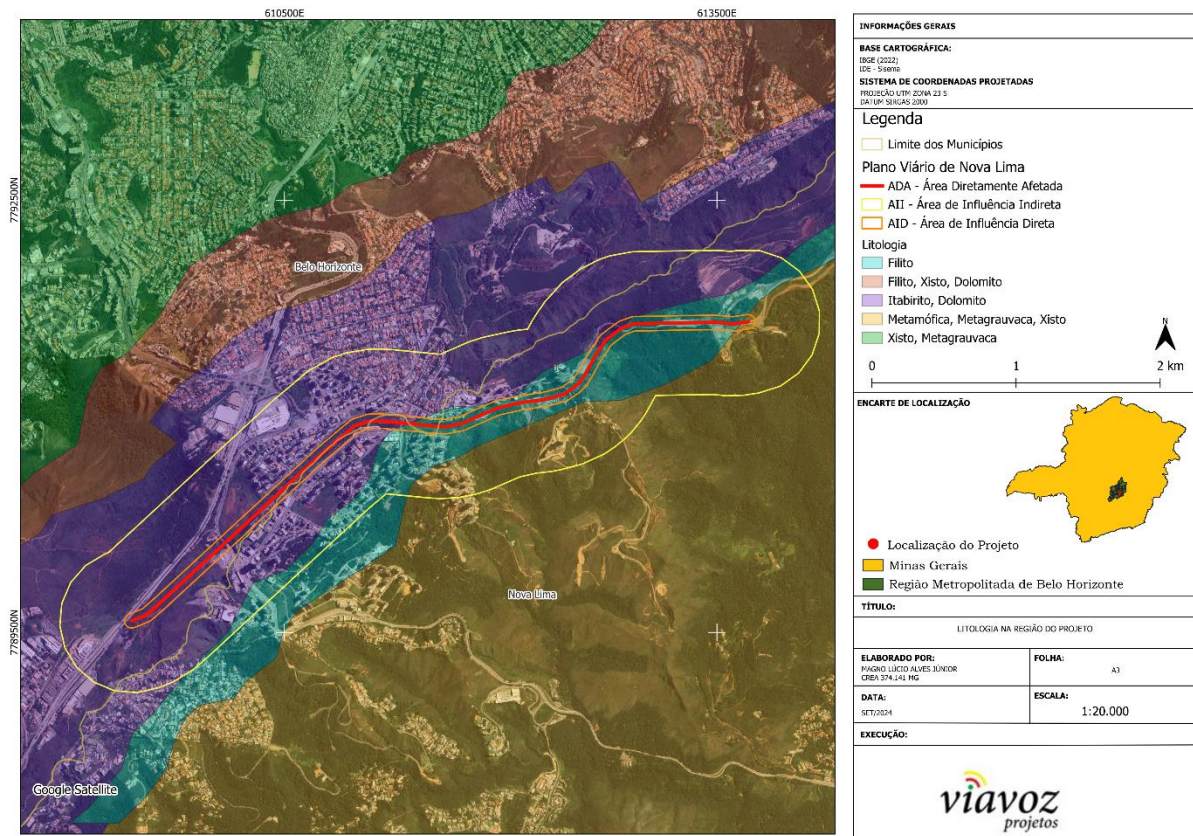 610500E
613500E
7792500N
7789500N
Belo Horizonte
Nova Lima
Google Satellite
INFORMAÇÕES GERAIS
BASE CARTOGRÁFICA:
IBGE (2022)
IDE - Sisema
SISTEMA DE COORDENADAS PROJETADAS
PROJEÇÃO UTM ZONA 23 S
DATUM SIRGAS 2000
Legenda
Limite dos Municípios
Plano Viário de Nova Lima
ADA - Área Diretamente Afetada
AII - Área de Influência Indireta
AID - Área de Influência Direta
Litologia
Filito
Filito, Xisto, Dolomito
Itabirito, Dolomito
Metamófica, Metagrauvaca, Xisto
Xisto, Metagrauvaca
N
0 1 2 km
ENCARTE DE LOCALIZAÇÃO
Localização do Projeto
Minas Gerais
Região Metropolitada de Belo Horizonte
TÍTULO:
LITOLOGIA NA REGIÃO DO PROJETO
ELABORADO POR:
MAGNO LÚCIO ALVES JÚNIOR
CREA 374.141 MG
FOLHA:
A3
DATA:
SET/2024
ESCALA:
1:20.000
EXECUÇÃO:
viavoz
projetos